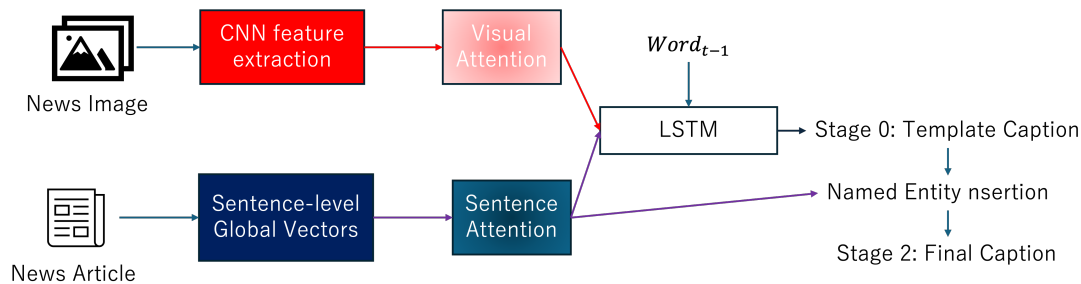 CNN feature
extraction
Visual
Attention
Word_{t−1}
News Image
LSTM
Stage 0: Template Caption
Sentence-level
Global Vectors
Sentence
Attention
Named Entity nsertion
Stage 2: Final Caption
News Article